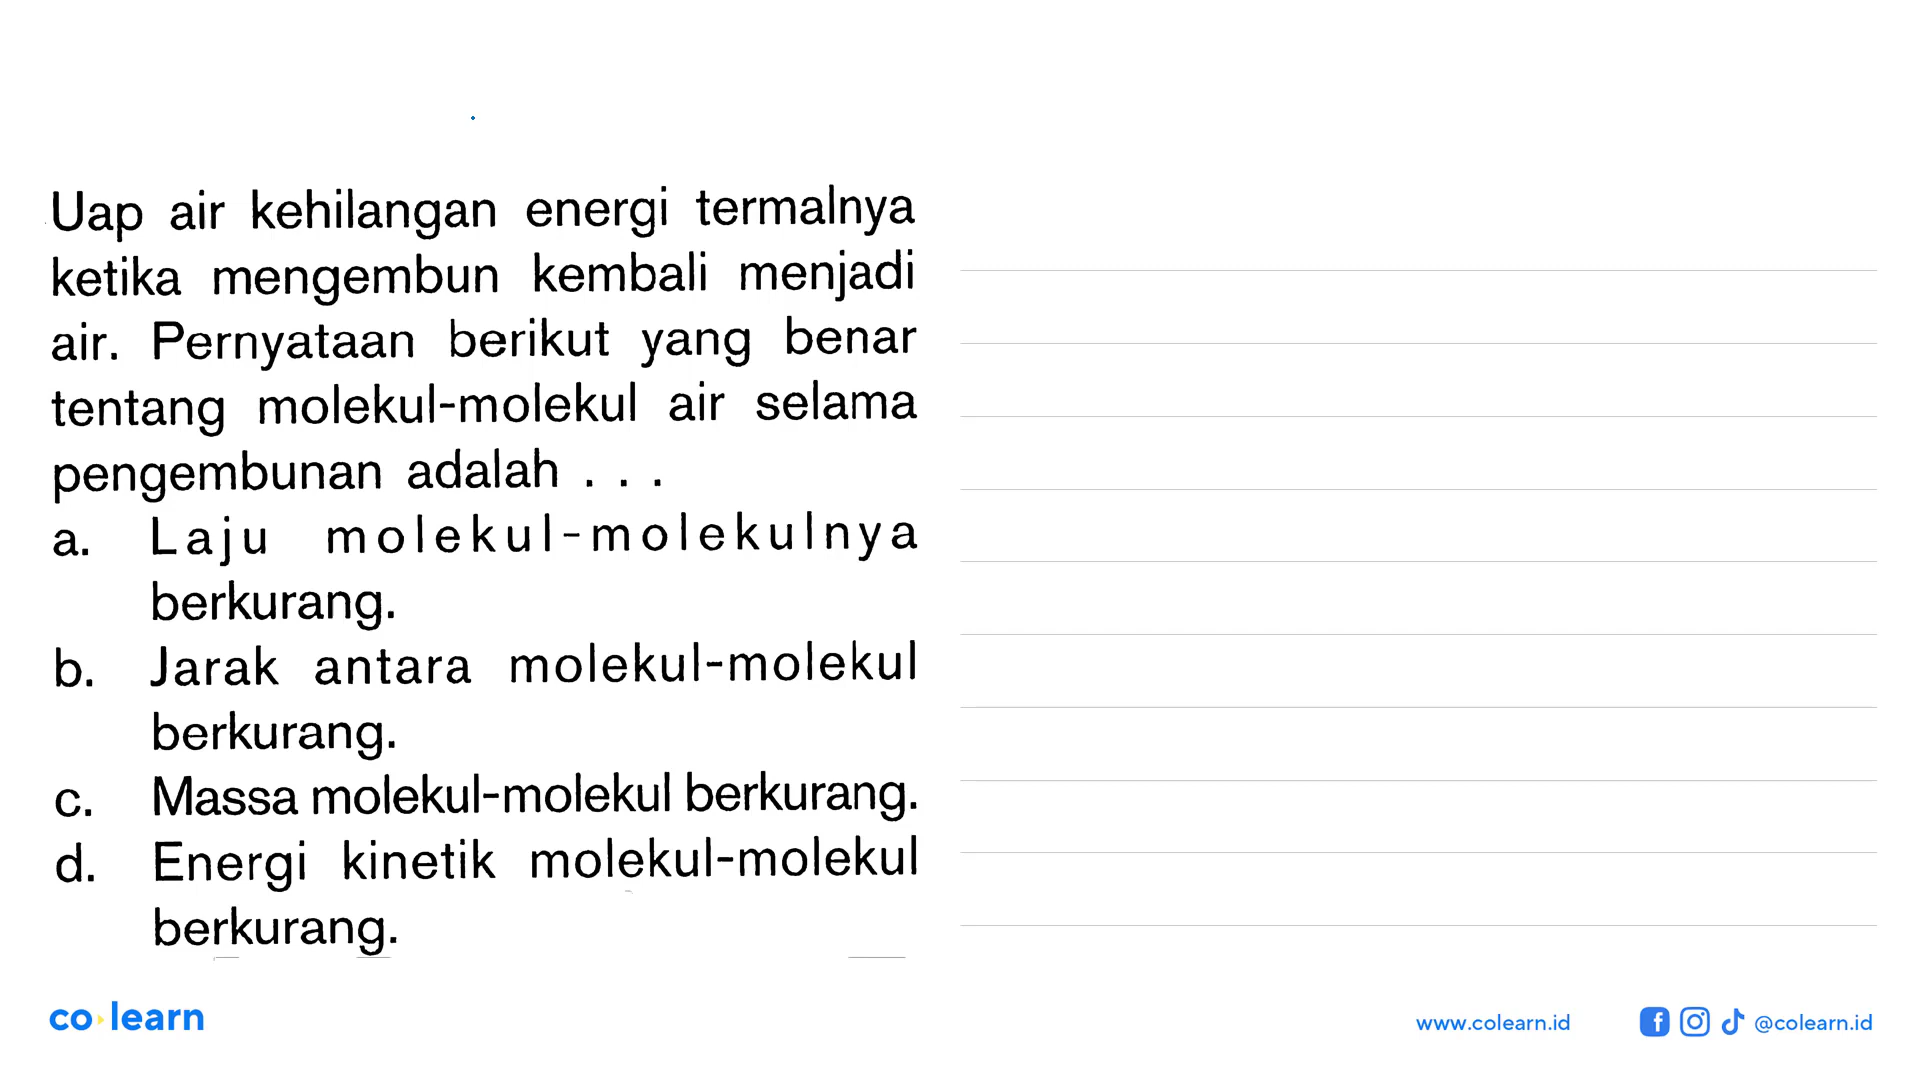 Uap air kehilangan energi termalnya
ketika mengembun kembali menjadi
air. Pernyataan berikut yang benar
tentang molekul-molekul air selama
pengembunan adalah . . .
a. Laju molekul-molekulnya
berkurang.
b. Jarak antara molekul-molekul
berkurang.
c. Massa molekul-molekul berkurang.
d. Energi kinetik molekul-molekul
berkurang.
co learn
www.colearn.id
@colearn.id